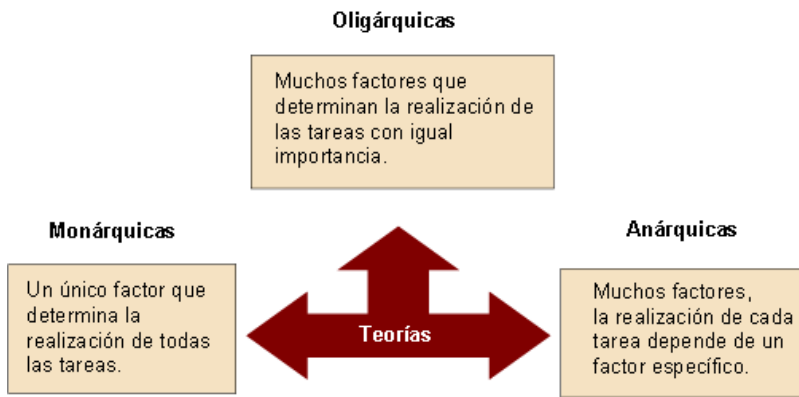 Oligárquicas
Muchos factores que
determinan la realización de
las tareas con igual
importancia.
Monárquicas
Un único factor que
determina la
realización de todas
las tareas.
Teorías
Anárquicas
Muchos factores,
la realización de cada
tarea depende de un
factor específico.